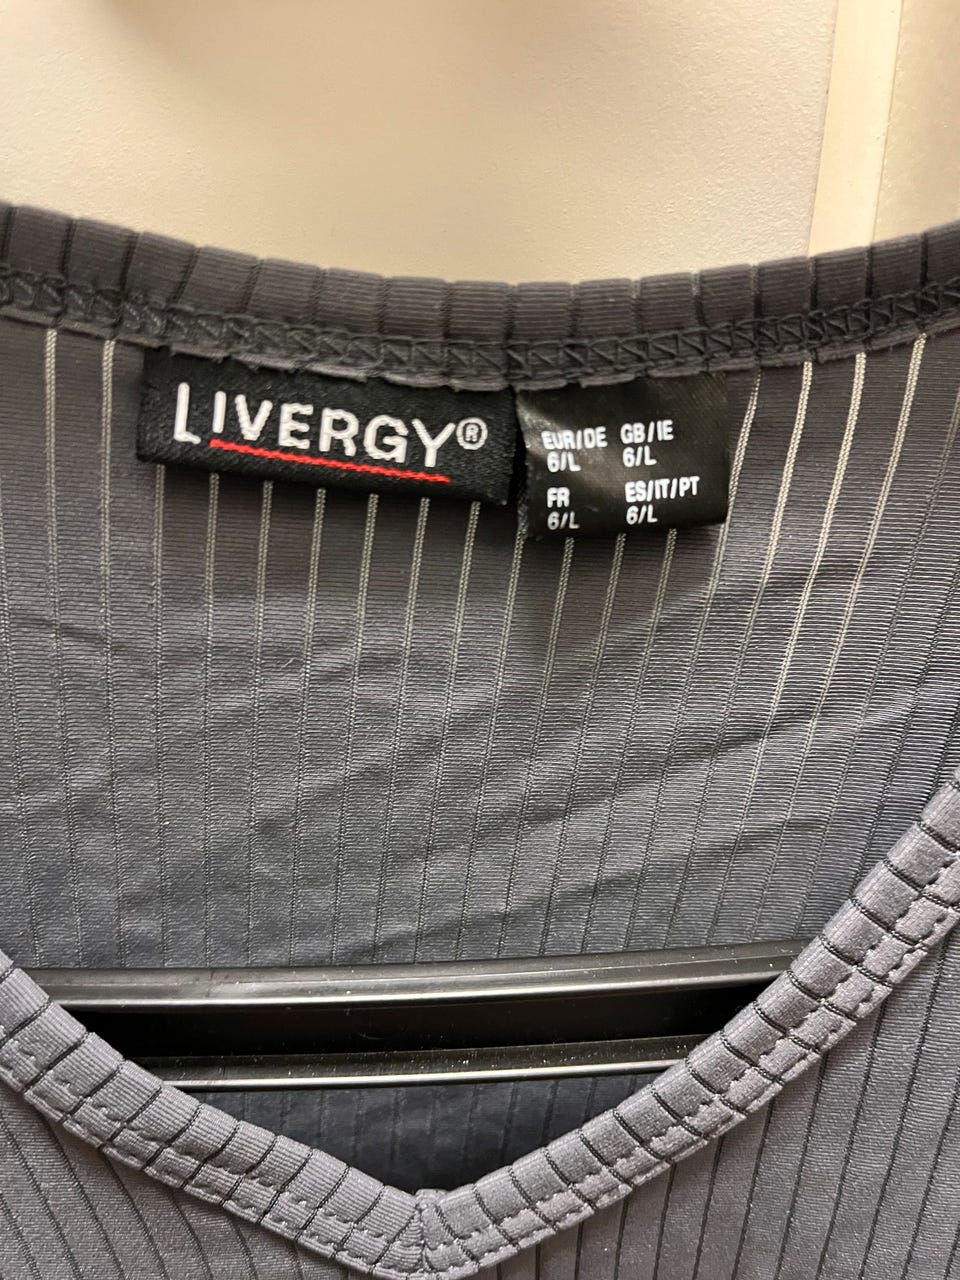 LIVERGY®
EUR/DE GB/IE
6/L 6/L
FR ES/IT/PT
6/L 6/L